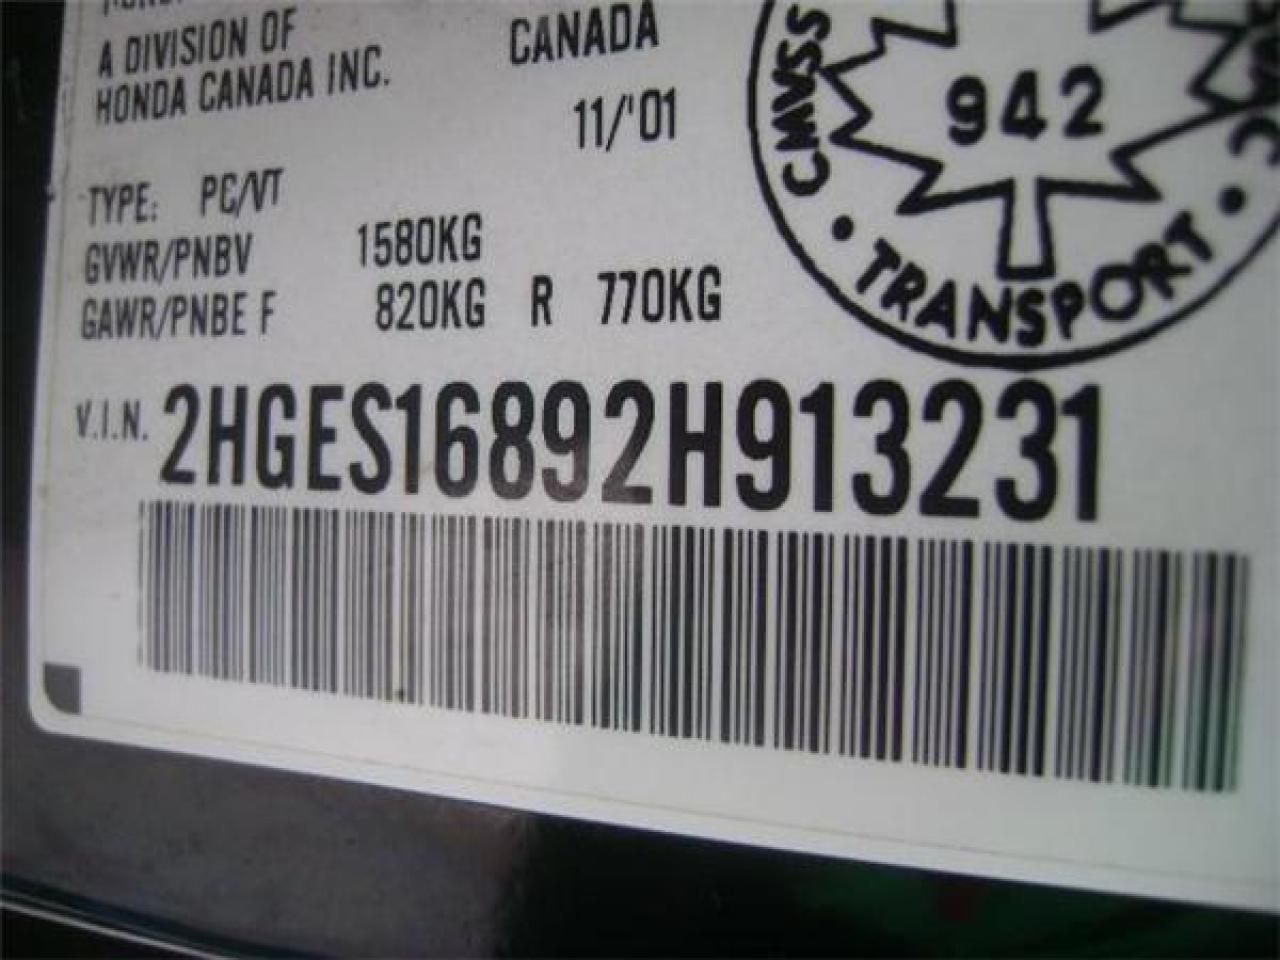 A DIVISION OF
HONDA CANADA INC.
CANADA
11/'01
TYPE: PC/VT
GVWR/PNBV 1580KG
GAWR/PNBE F 820KG R 770KG
V.I.N. 2HGES16892H913231
942
CMVSS
TRANSPORT